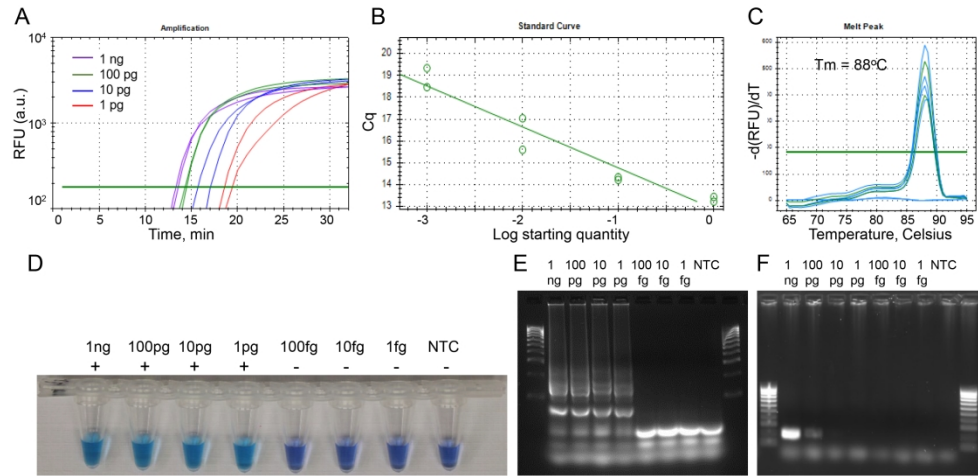 A
Amplification
RFU (a.u.)
10⁴
10³
10²
1 ng
100 pg
10 pg
1 pg
0 5 10 15 20 25 30
Time, min
B
Standard Curve
Cq
20
19
18
17
16
15
14
13
-3 -2 -1 0
Log starting quantity
C
Melt Peak
Tm = 88°C
-d(RFU)/dT
65 70 75 80 85 90 95
Temperature, Celsius
D
1ng 100pg 10pg 1pg 100fg 10fg 1fg NTC
+ + + + - - - -
E
1 100 10 1 100 10 1 NTC
ng pg pg pg fg fg fg
F
1 100 10 1 100 10 1 NTC
ng pg pg pg fg fg fg